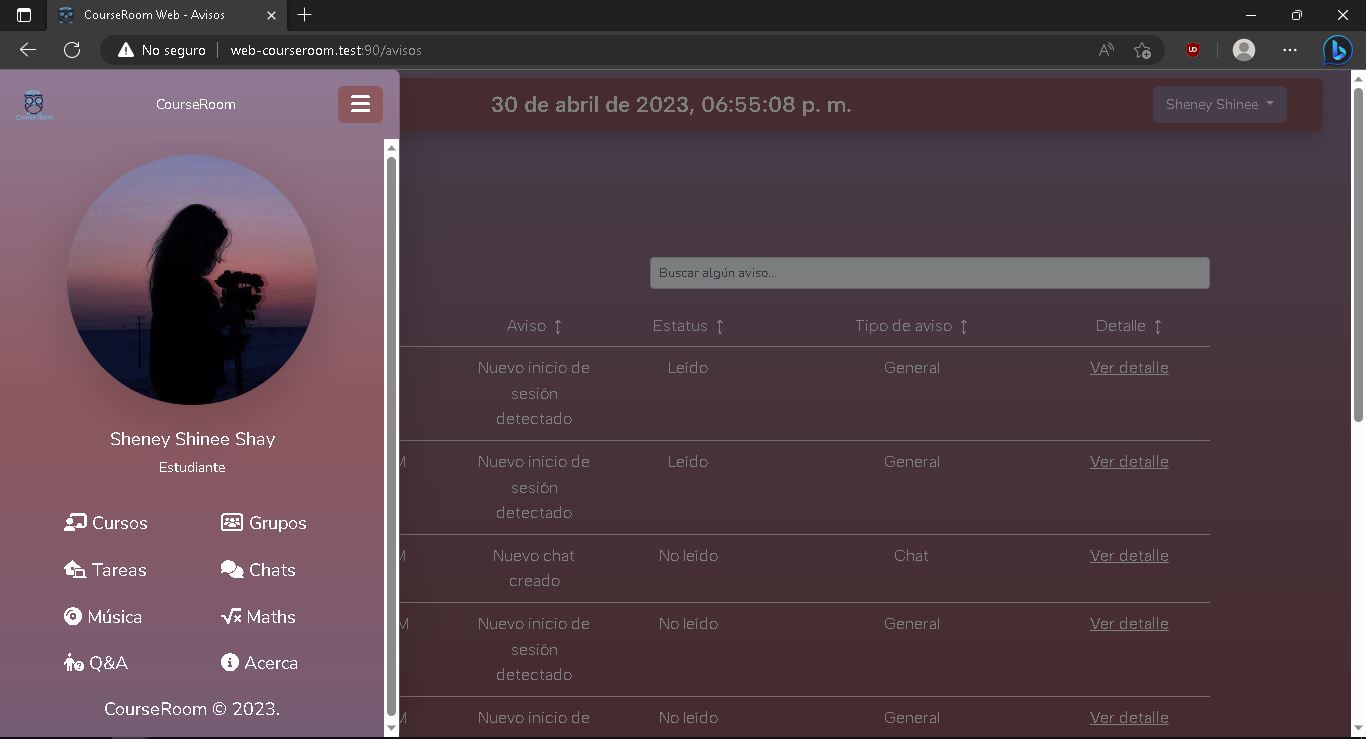 CourseRoom Web - Avisos
No seguro
web-courseroom.test:90/avisos
CourseRoom
30 de abril de 2023, 06:55:08 p. m.
Sheney Shinee
Buscar algún aviso...
Aviso Estatus Tipo de aviso Detalle
Nuevo inicio de sesión detectado Leído General Ver detalle
M Nuevo inicio de sesión detectado Leído General Ver detalle
M Nuevo chat creado No leído Chat Ver detalle
M Nuevo inicio de sesión detectado No leído General Ver detalle
M Nuevo inicio de No leído General Ver detalle
Sheney Shinee Shay
Estudiante
Cursos Grupos
Tareas Chats
Música Maths
Q&A Acerca
CourseRoom © 2023.